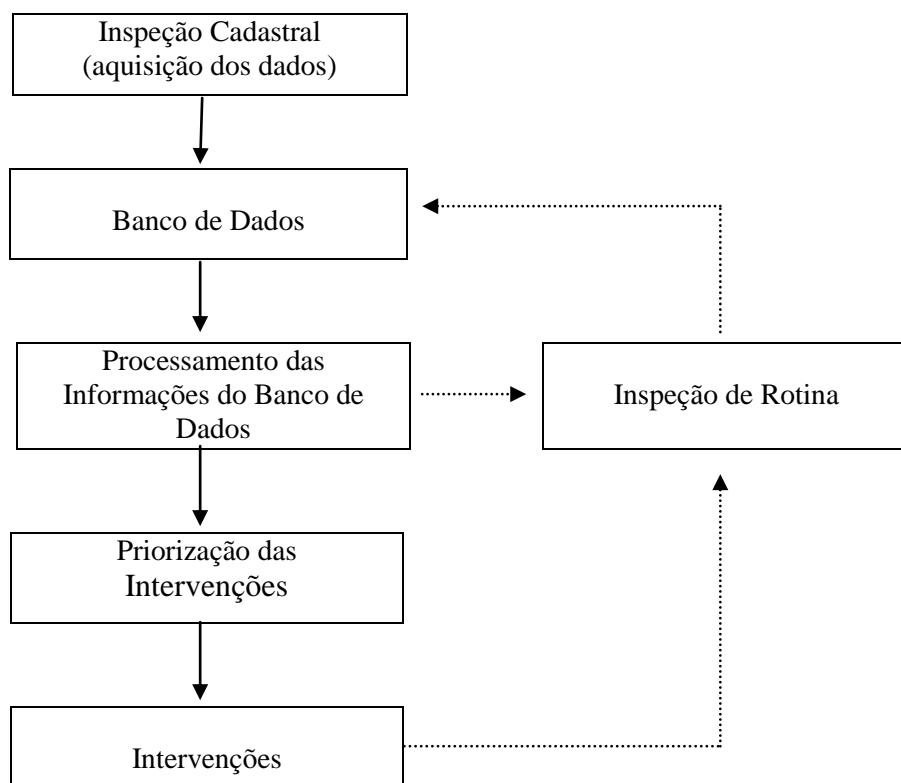 Inspeção Cadastral
(aquisição dos dados)
Banco de Dados
Processamento das
Informações do Banco de
Dados
Inspeção de Rotina
Priorização das
Intervenções
Intervenções